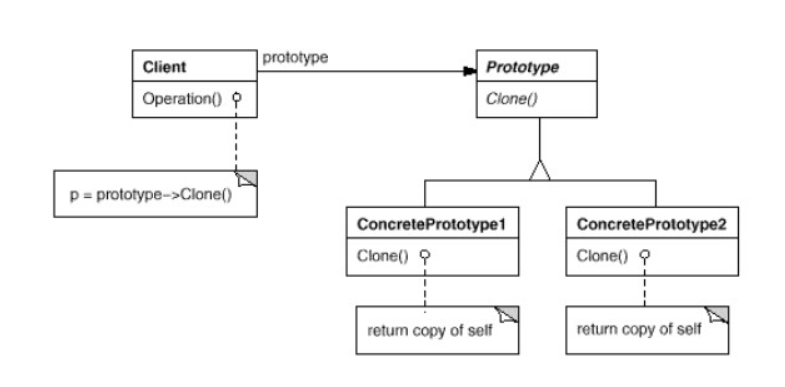 prototype
Client
Prototype
Operation()
Clone()
p = prototype->Clone()
ConcretePrototype1
ConcretePrototype2
Clone()
Clone()
return copy of self
return copy of self